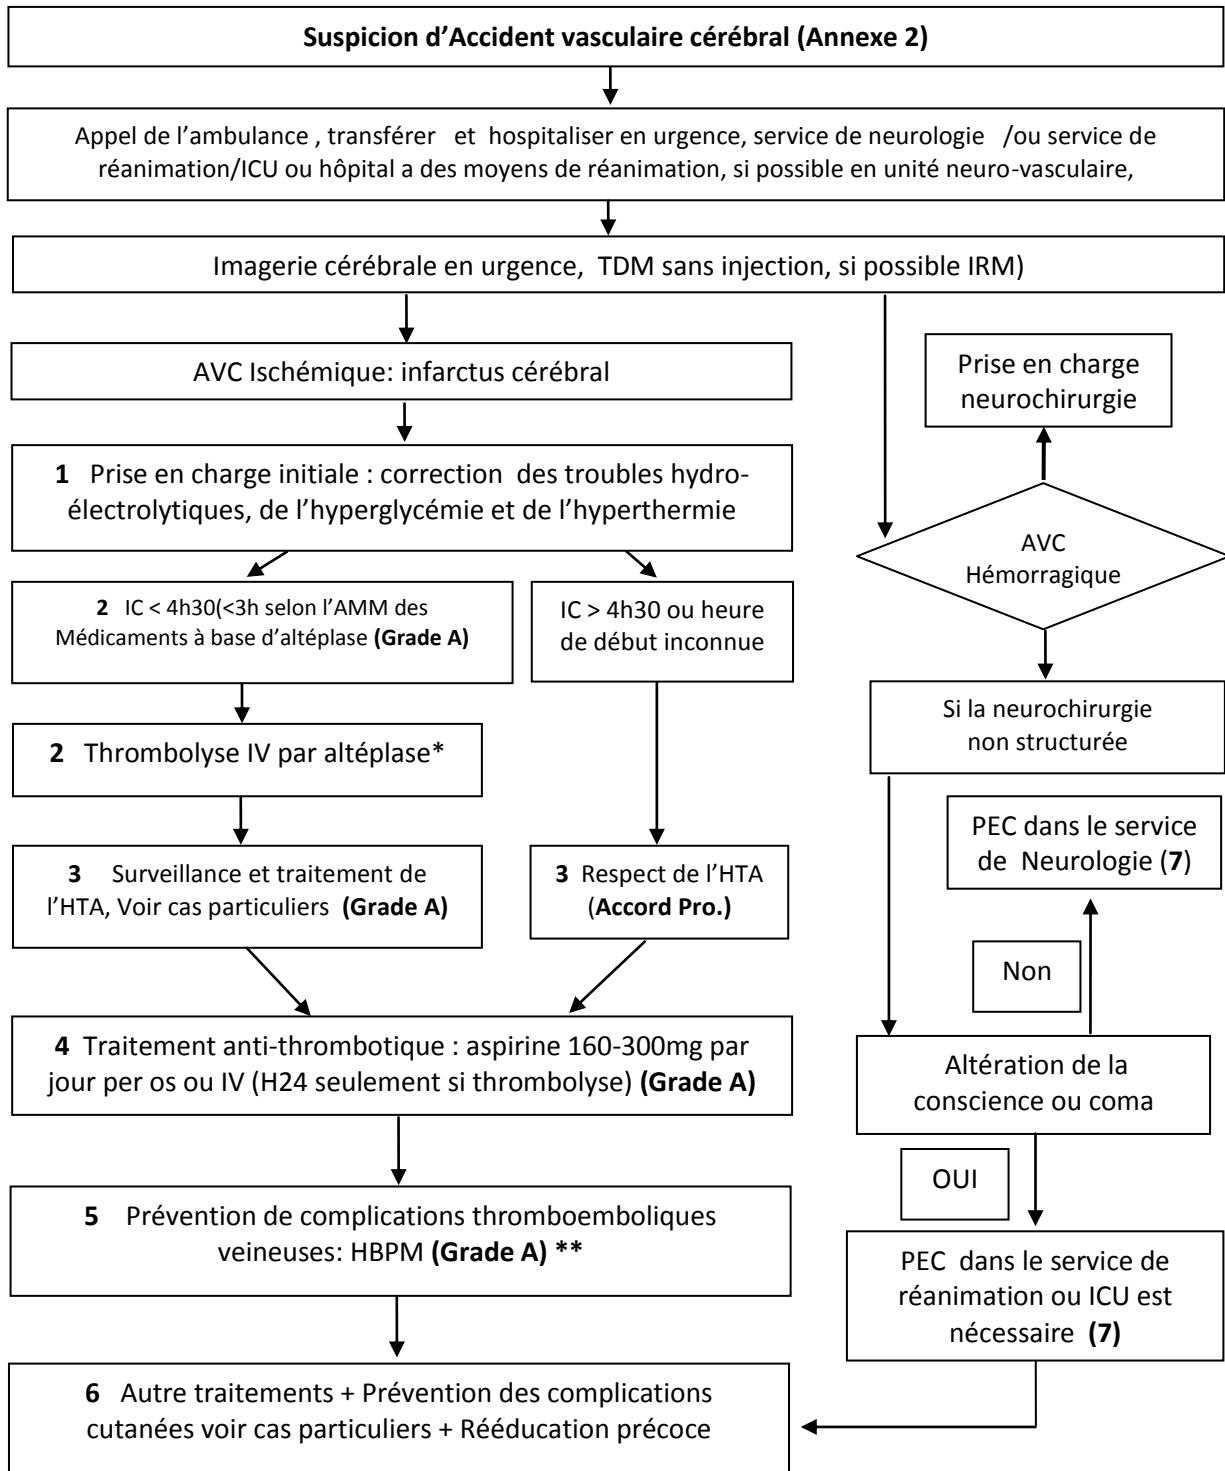 Suspicion d’Accident vasculaire cérébral (Annexe 2)
Appel de l’ambulance , transférer et hospitaliser en urgence, service de neurologie /ou service de
réanimation/ICU ou hôpital a des moyens de réanimation, si possible en unité neuro-vasculaire,
Imagerie cérébrale en urgence, TDM sans injection, si possible IRM)
AVC Ischémique: infarctus cérébral
1 Prise en charge initiale : correction des troubles hydro-
électrolytiques, de l’hyperglycémie et de l’hyperthermie
2 IC < 4h30(<3h selon l’AMM des
Médicaments à base d’altéplase (Grade A)
IC > 4h30 ou heure
de début inconnue
2 Thrombolyse IV par altéplase*
3 Surveillance et traitement de
l’HTA, Voir cas particuliers (Grade A)
3 Respect de l’HTA
(Accord Pro.)
4 Traitement anti-thrombotique : aspirine 160-300mg par
jour per os ou IV (H24 seulement si thrombolyse) (Grade A)
5 Prévention de complications thromboemboliques
veineuses: HBPM (Grade A) **
6 Autre traitements + Prévention des complications
cutanées voir cas particuliers + Rééducation précoce
Prise en charge
neurochirurgie
AVC
Hémorragique
Si la neurochirurgie
non structurée
PEC dans le service
de Neurologie (7)
Non
Altération de la
conscience ou coma
OUI
PEC dans le service de
réanimation ou ICU est
nécessaire (7)